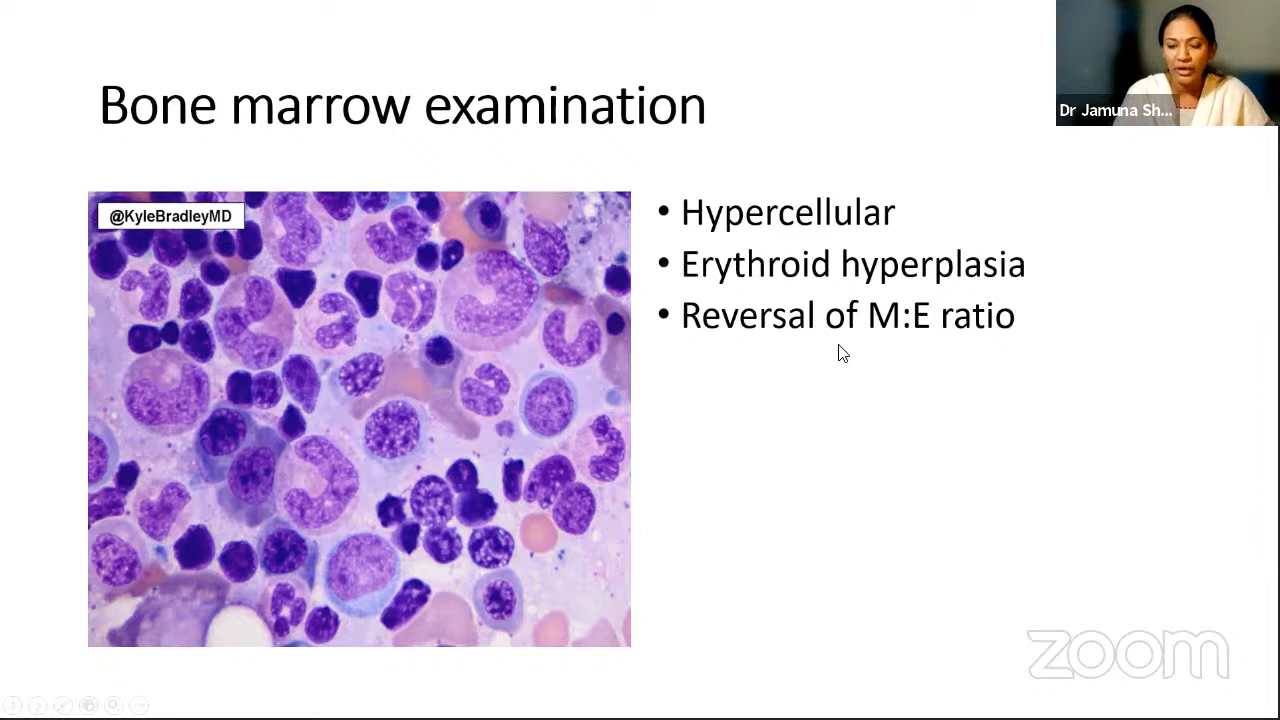 Bone marrow examination
Dr Jamuna Sh...
@KyleBradleyMD
• Hypercellular
• Erythroid hyperplasia
• Reversal of M:E ratio
zoom